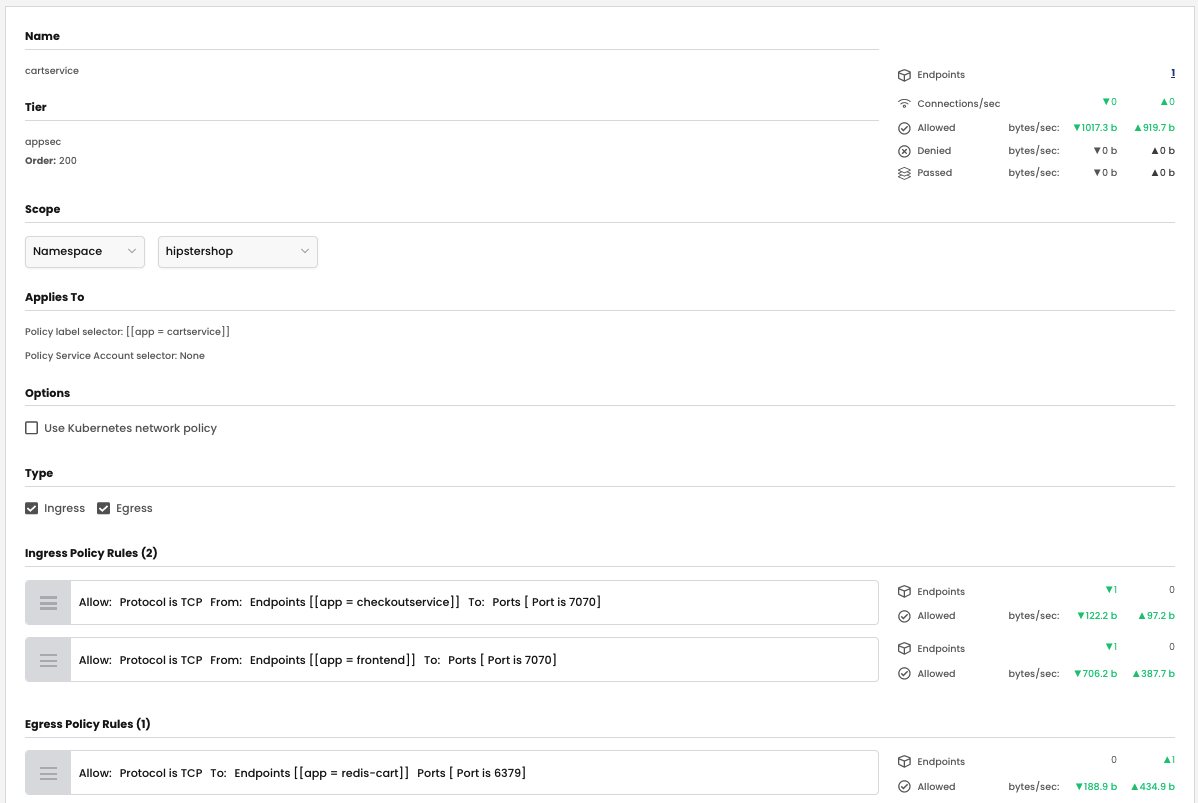 Name
cartservice
Endpoints 1
Connections/sec ▼0 ▲0
Tier
Allowed bytes/sec: ▼1017.3 b ▲919.7 b
appsec
Denied bytes/sec: ▼0 b ▲0 b
Order: 200
Passed bytes/sec: ▼0 b ▲0 b
Scope
Namespace hipstershop
Applies To
Policy label selector: [[app = cartservice]]
Policy Service Account selector: None
Options
Use Kubernetes network policy
Type
Ingress Egress
Ingress Policy Rules (2)
Allow: Protocol is TCP From: Endpoints [[app = checkoutservice]] To: Ports [ Port is 7070]
Endpoints ▼1 0
Allowed bytes/sec: ▼122.2 b ▲97.2 b
Allow: Protocol is TCP From: Endpoints [[app = frontend]] To: Ports [ Port is 7070]
Endpoints ▼1 0
Allowed bytes/sec: ▼706.2 b ▲387.7 b
Egress Policy Rules (1)
Allow: Protocol is TCP To: Endpoints [[app = redis-cart]] Ports [ Port is 6379]
Endpoints 0 ▲1
Allowed bytes/sec: ▼188.9 b ▲434.9 b